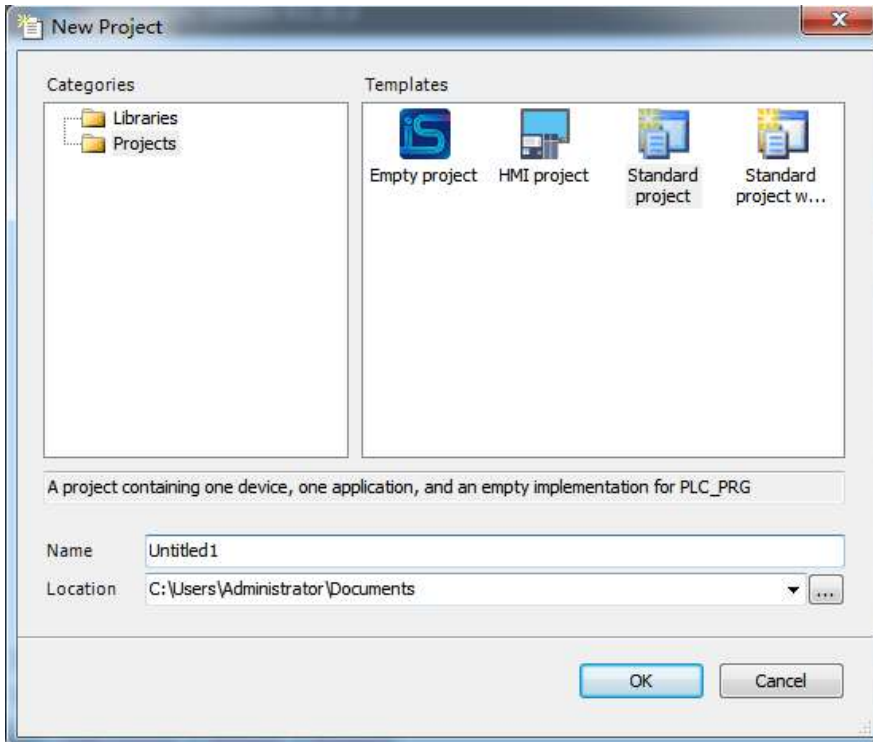 New Project
Categories
Templates
Libraries
Projects
iS
Empty project
HMI project
Standard
project
Standard
project w...
A project containing one device, one application, and an empty implementation for PLC_PRG
Name
Untitled1
Location
C:\Users\Administrator\Documents
...
OK
Cancel